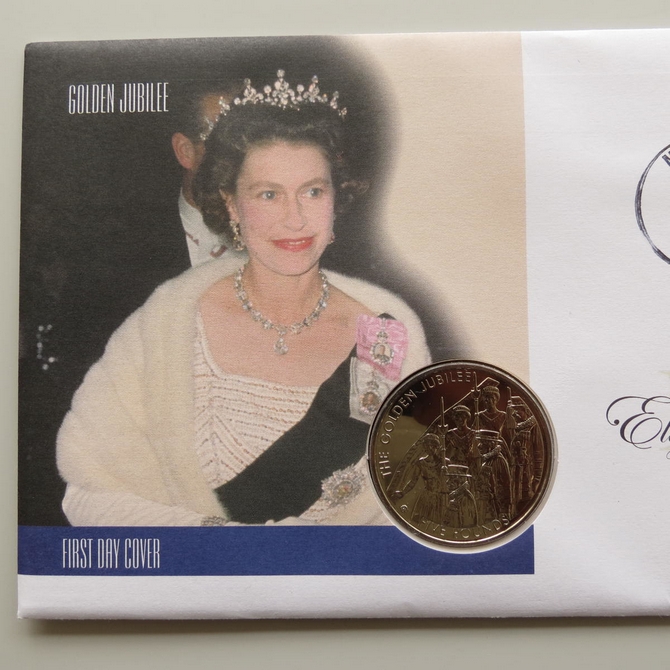 GOLDEN JUBILEE
THE GOLDEN JUBILEE
FIVE POUNDS
FIRST DAY COVER